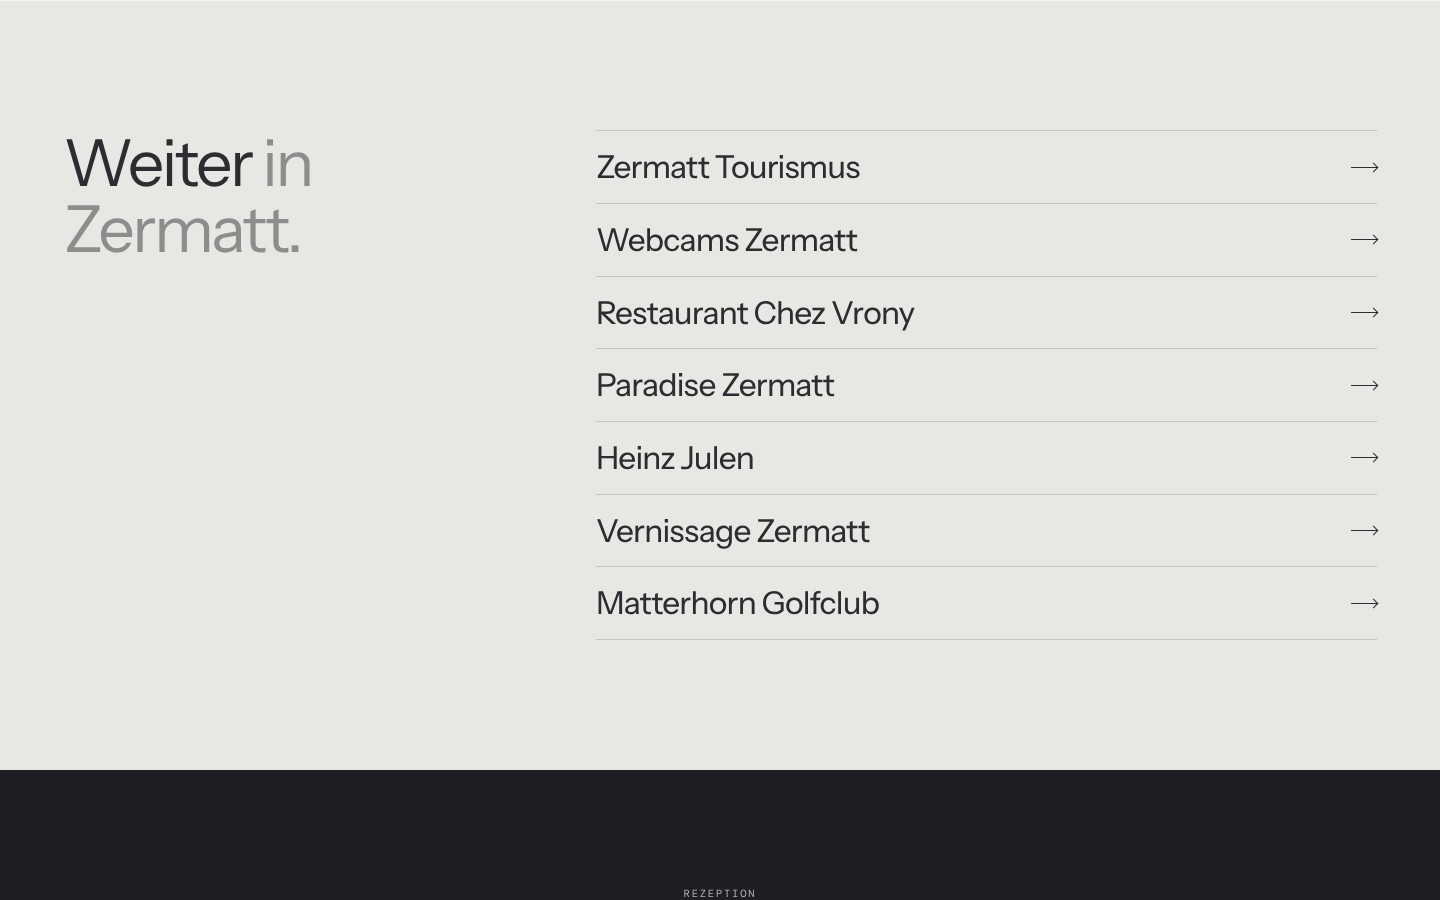 Weiter in
Zermatt.
Zermatt Tourismus
Webcams Zermatt
Restaurant Chez Vrony
Paradise Zermatt
Heinz Julen
Vernissage Zermatt
Matterhorn Golfclub
REZEPTION